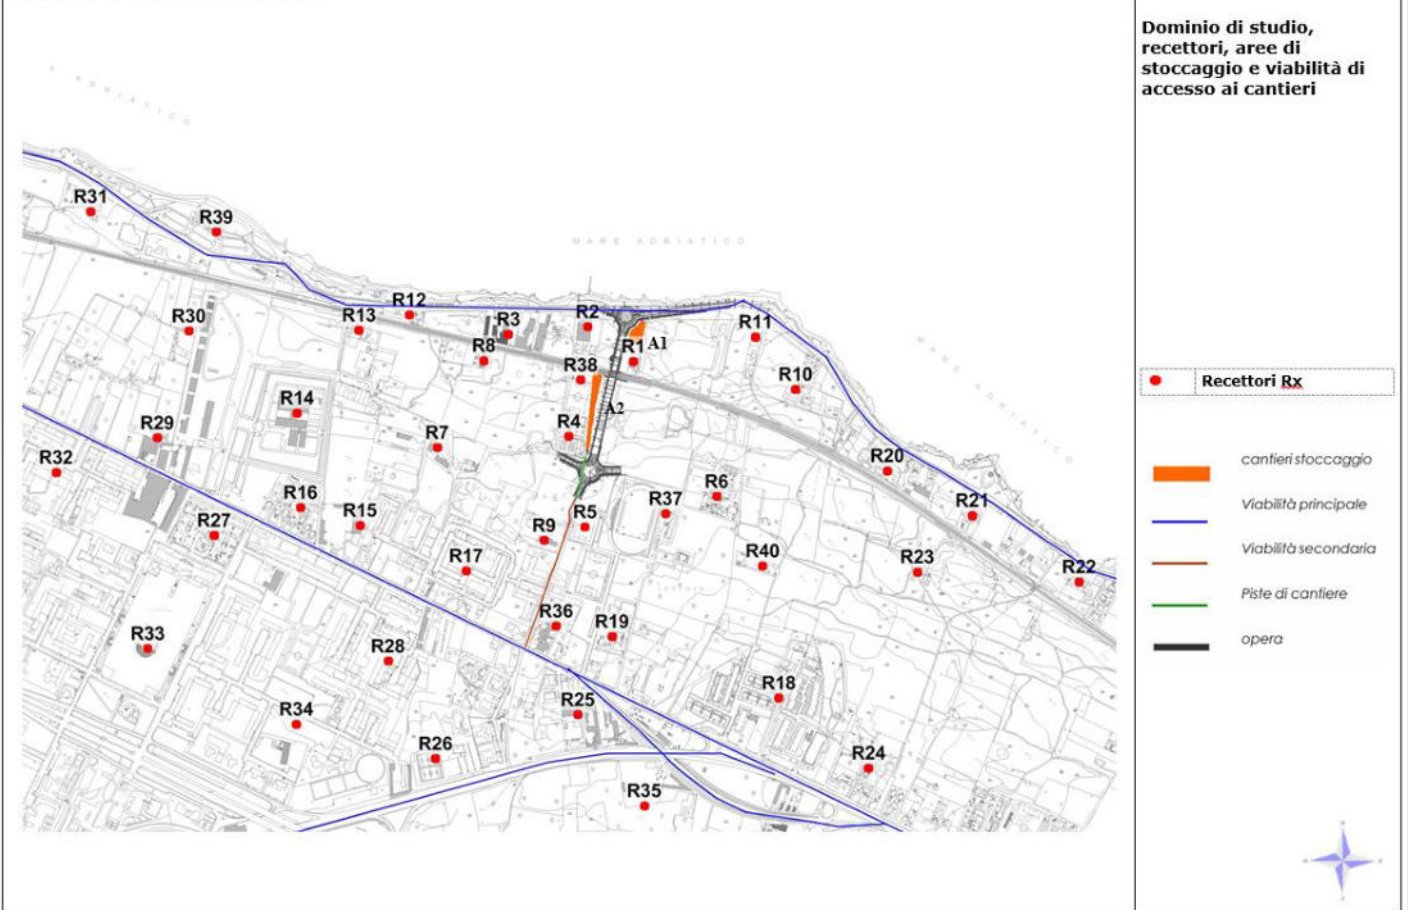 Dominio di studio,
recettori, aree di
stoccaggio e viabilità di
accesso ai cantieri
ADRIATICO
R31
R39
MARE ADRIATICO
R12
R30
R13
R3
R2
R11
R8
R1 A1
MARE ADRIATICO
R38
R10
Recettori Rx
R14
A2
R29
R7
R4
R32
R20
cantieri stoccaggio
R16
R6
R21
Viabilità principale
R27
R15
R9
R5
R37
R17
R40
R23
R22
Viabilità secondaria
Piste di cantiere
R33
R36
R19
opera
R28
R18
R34
R25
R26
R24
R35